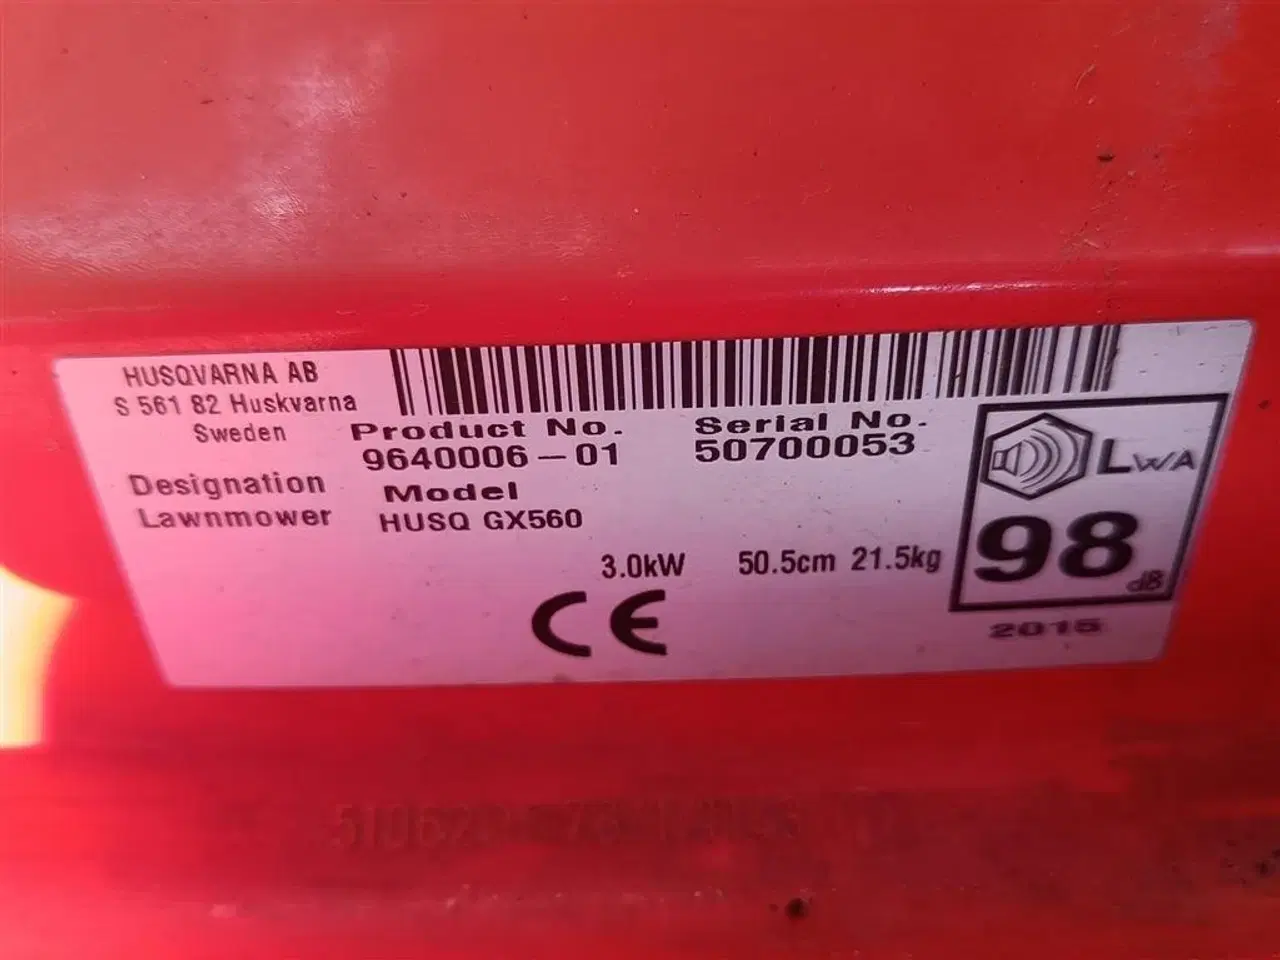 HUSQVARNA AB
S 561 82 Huskvarna
Sweden
Product No. Serial No.
9640006-01 50700053
Designation Model
Lawnmower HUSQ GX560
3.0kW 50.5cm 21.5kg
CE
LWA
98
dB
2015